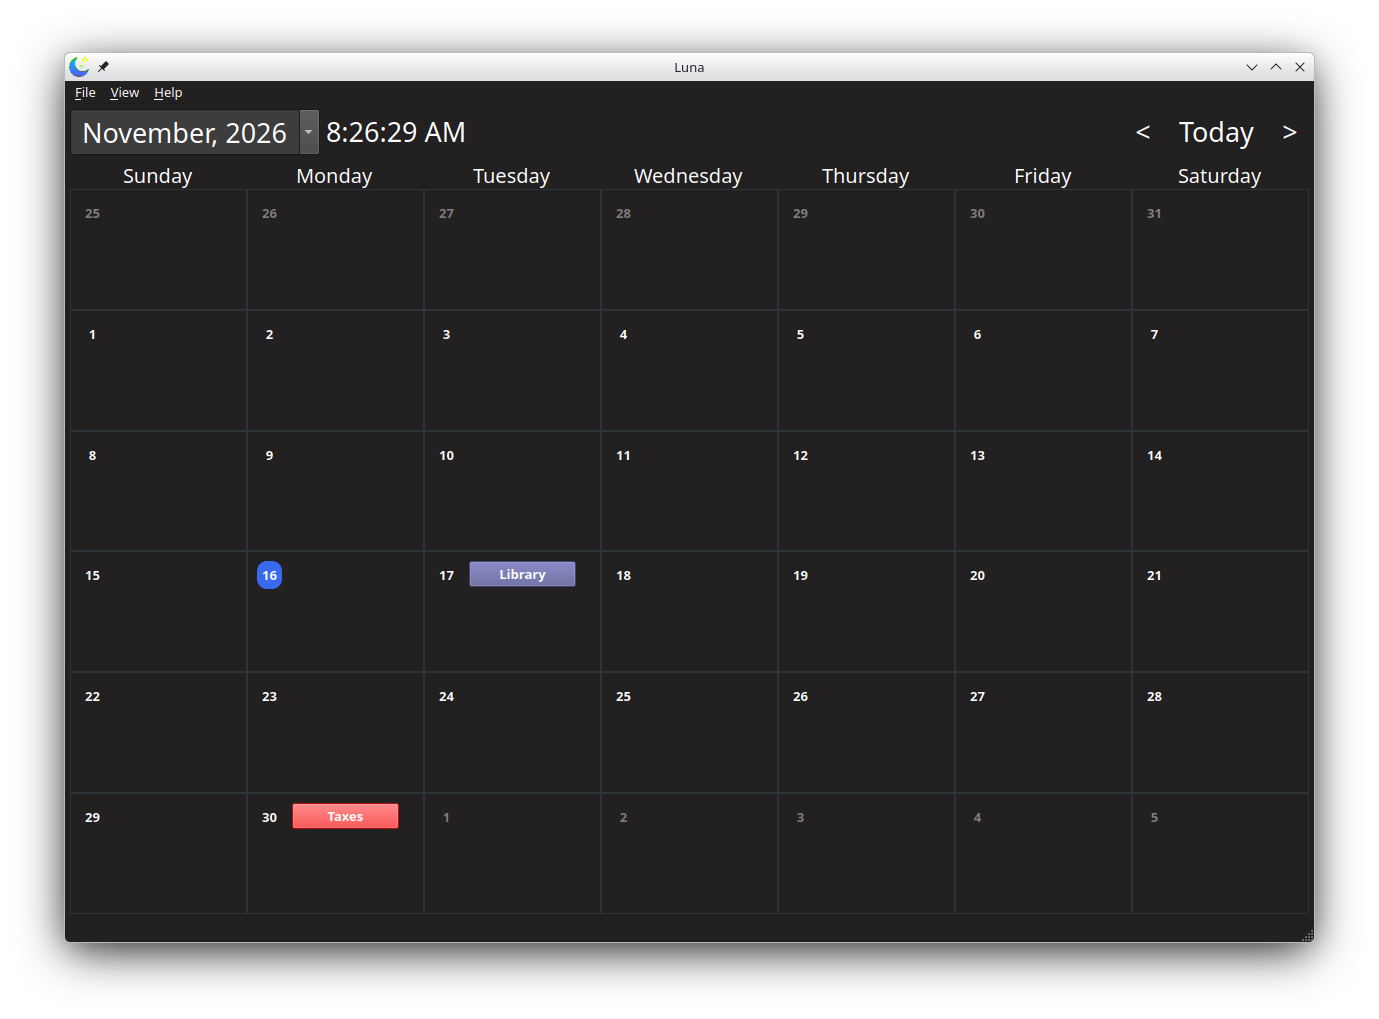 Luna
File View Help
November, 2026 8:26:29 AM < Today >
Sunday Monday Tuesday Wednesday Thursday Friday Saturday
25 26 27 28 29 30 31
1 2 3 4 5 6 7
8 9 10 11 12 13 14
15 16 17 Library 18 19 20 21
22 23 24 25 26 27 28
29 30 Taxes 1 2 3 4 5